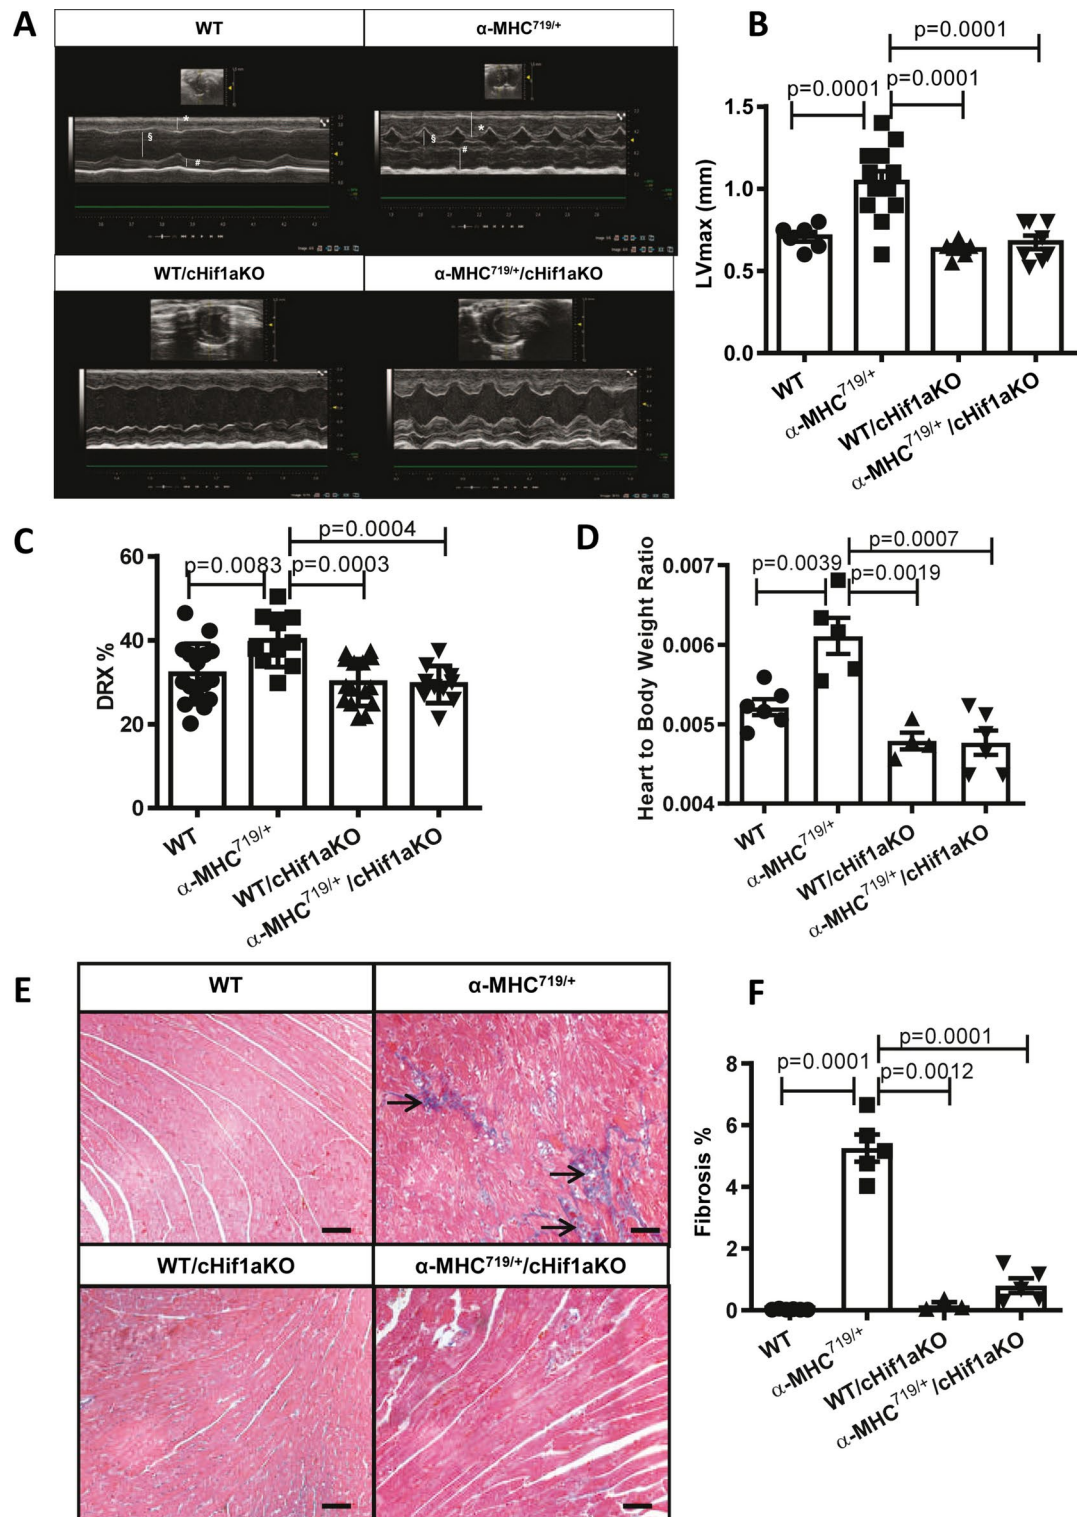 A
WT
α-MHC719/+
*
§
#
*
§
#
WT/cHif1aKO
α-MHC719/+/cHif1aKO
B
p=0.0001
p=0.0001
p=0.0001
LVmax (mm)
1.5
1.0
0.5
0.0
WT
α-MHC719/+
WT/cHif1aKO
α-MHC719/+/cHif1aKO
C
p=0.0004
p=0.0083
p=0.0003
DRX %
60
40
20
0
WT
α-MHC719/+
WT/cHif1aKO
α-MHC719/+/cHif1aKO
D
p=0.0007
p=0.0039
p=0.0019
Heart to Body Weight Ratio
0.007
0.006
0.005
0.004
WT
α-MHC719/+
WT/cHif1aKO
α-MHC719/+/cHif1aKO
E
WT
α-MHC719/+
WT/cHif1aKO
α-MHC719/+/cHif1aKO
F
p=0.0001
p=0.0001
p=0.0012
Fibrosis %
8
6
4
2
0
WT
α-MHC719/+
WT/cHif1aKO
α-MHC719/+/cHif1aKO